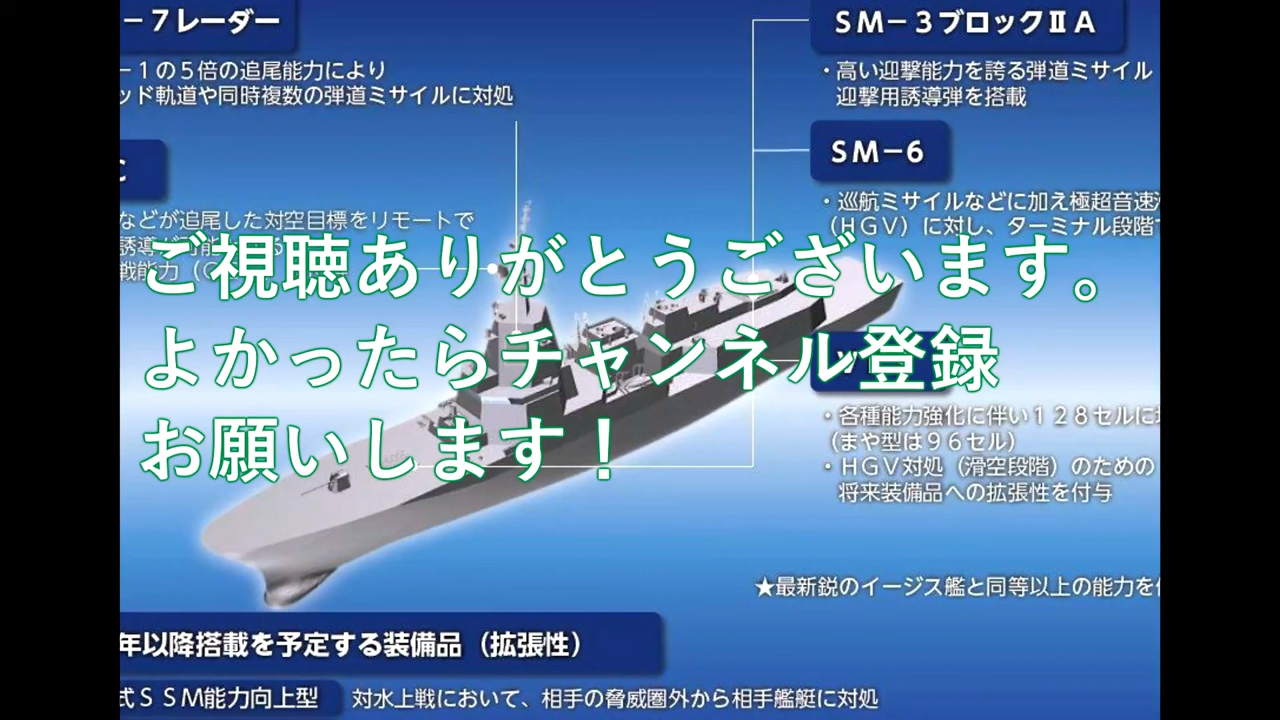 －７レーダー
－１の５倍の追尾能力により
ッド軌道や同時複数の弾道ミサイルに対処
C
などが追尾した対空目標をリモートで
ＳＭ－３ブロックⅡＡ
・高い迎撃能力を誇る弾道ミサイル
迎撃用誘導弾を搭載
ＳＭ－６
・巡航ミサイルなどに加え極超音速
（ＨＧＶ）に対し、ターミナル段階
ご視聴ありがとうございます。
よかったらチャンネル登録
お願いします！
・各種能力強化に伴い１２８セルに
（まや型は９６セル）
・ＨＧＶ対処（滑空段階）のための
将来装備品への拡張性を付与
★最新鋭のイージス艦と同等以上の能力を
年以降搭載を予定する装備品（拡張性）
式ＳＳＭ能力向上型
対水上戦において、相手の脅威圏外から相手艦艇に対処